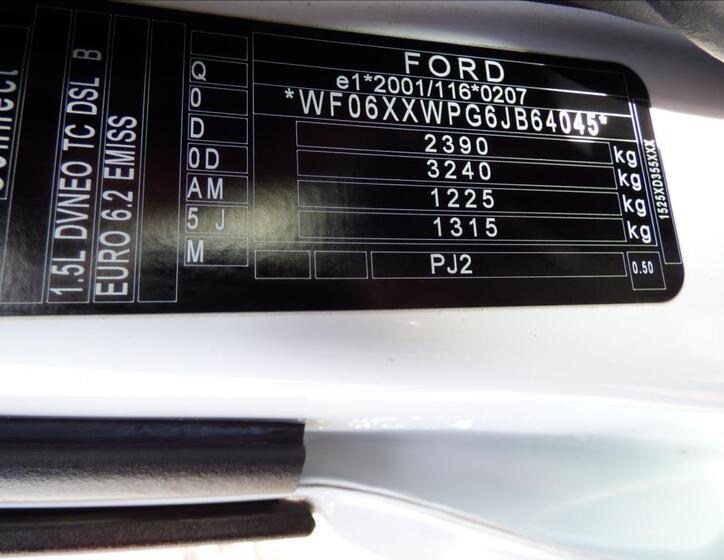 FORD
e1*2001/116*0207
*WF06XXWPG6JB64045*
2390 kg
3240 kg
1225 kg
1315 kg
PJ2
0.50
1525XD355XXX
Q
0
D
0D
AM
5 J
M
1.5L DVNEO TC DSL B
EURO 6.2 EMISS